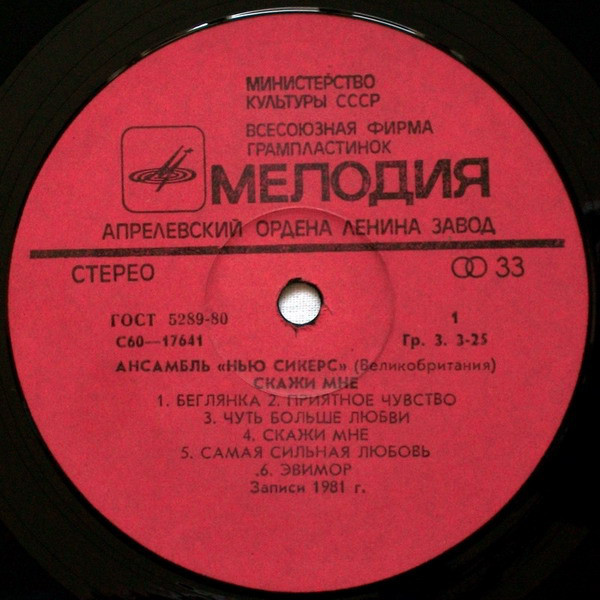 МИНИСТЕРСТВО
КУЛЬТУРЫ СССР
ВСЕСОЮЗНАЯ ФИРМА
ГРАМПЛАСТИНОК
МЕЛОДИЯ
АПРЕЛЕВСКИЙ ОРДЕНА ЛЕНИНА ЗАВОД
СТЕРЕО 33
ГОСТ 5289-80 1
С60—17641 Гр. 3. 3-25
АНСАМБЛЬ «НЬЮ СИКЕРС» (Великобритания)
СКАЖИ МНЕ
1. БЕГЛЯНКА 2. ПРИЯТНОЕ ЧУВСТВО
3. ЧУТЬ БОЛЬШЕ ЛЮБВИ
4. СКАЖИ МНЕ
5. САМАЯ СИЛЬНАЯ ЛЮБОВЬ
6. ЭВИМОР
Записи 1981 г.